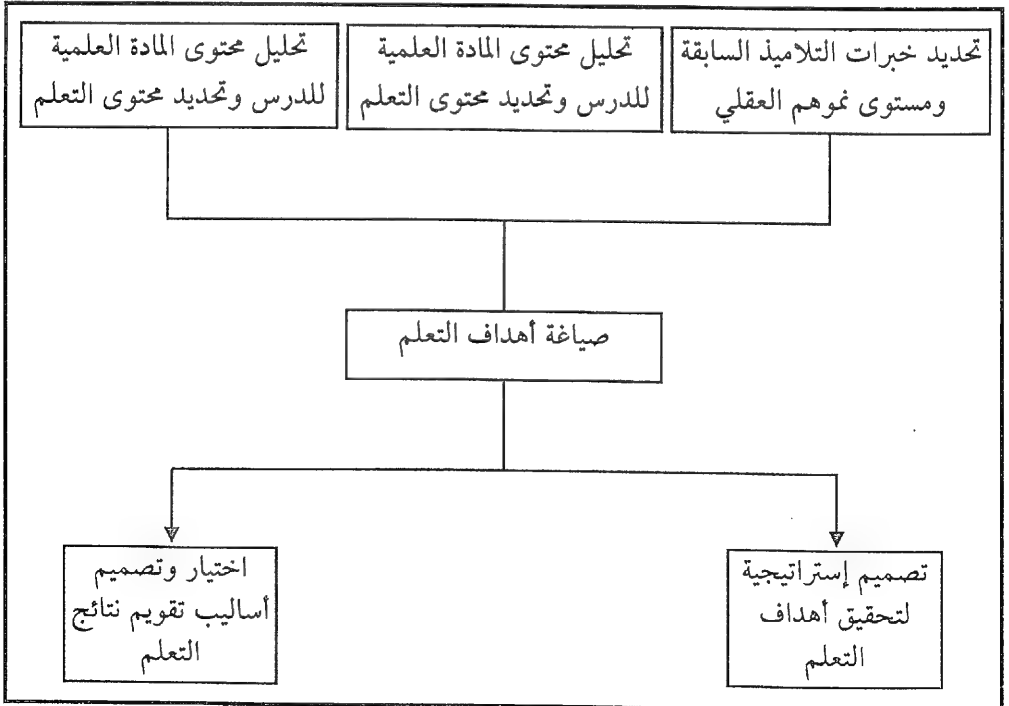 تحديد خبرات التلاميذ السابقة
ومستوى نموهم العقلي
تحليل محتوى المادة العلمية
للدرس وتحديد محتوى التعلم
تحليل محتوى المادة العلمية
للدرس وتحديد محتوى التعلم
صياغة أهداف التعلم
تصميم إستراتيجية
لتحقيق أهداف
التعلم
اختيار وتصميم
أساليب تقويم نتائج
التعلم